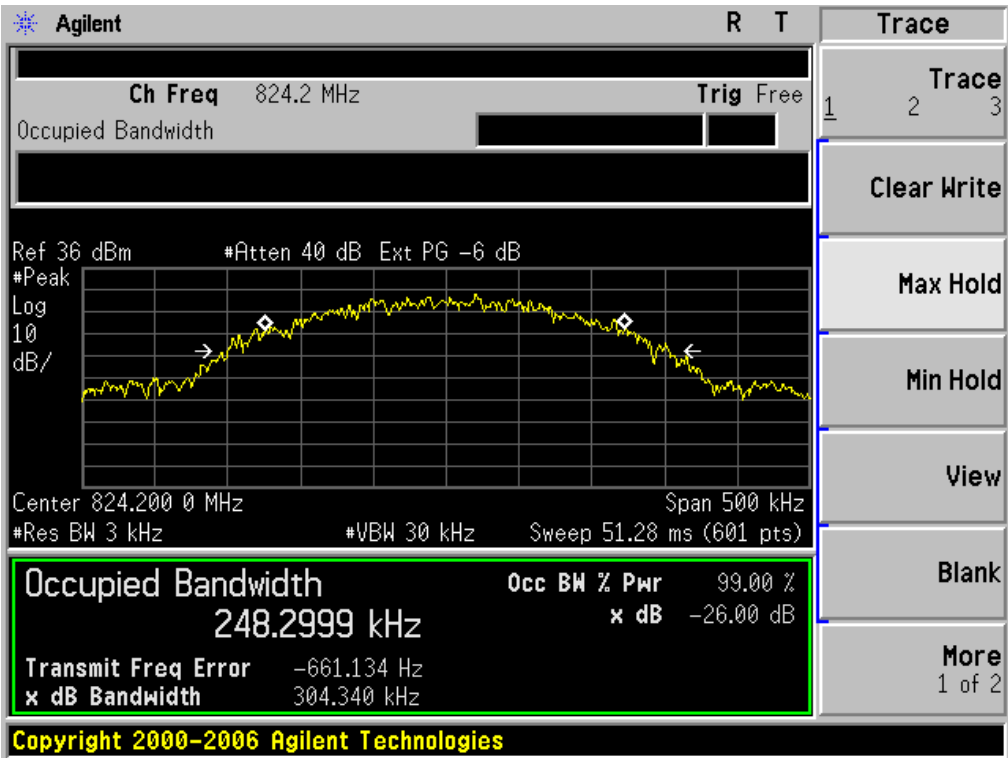 Agilent R T Trace
Ch Freq 824.2 MHz Trig Free
Occupied Bandwidth
Trace
1 2 3
Clear Write
Max Hold
Min Hold
View
Blank
More
1 of 2
Ref 36 dBm #Atten 40 dB Ext PG -6 dB
#Peak
Log
10
dB/
Center 824.200 0 MHz Span 500 kHz
#Res BW 3 kHz #VBW 30 kHz Sweep 51.28 ms (601 pts)
Occupied Bandwidth Occ BW % Pwr 99.00 %
248.2999 kHz x dB -26.00 dB
Transmit Freq Error -661.134 Hz
x dB Bandwidth 304.340 kHz
Copyright 2000-2006 Agilent Technologies